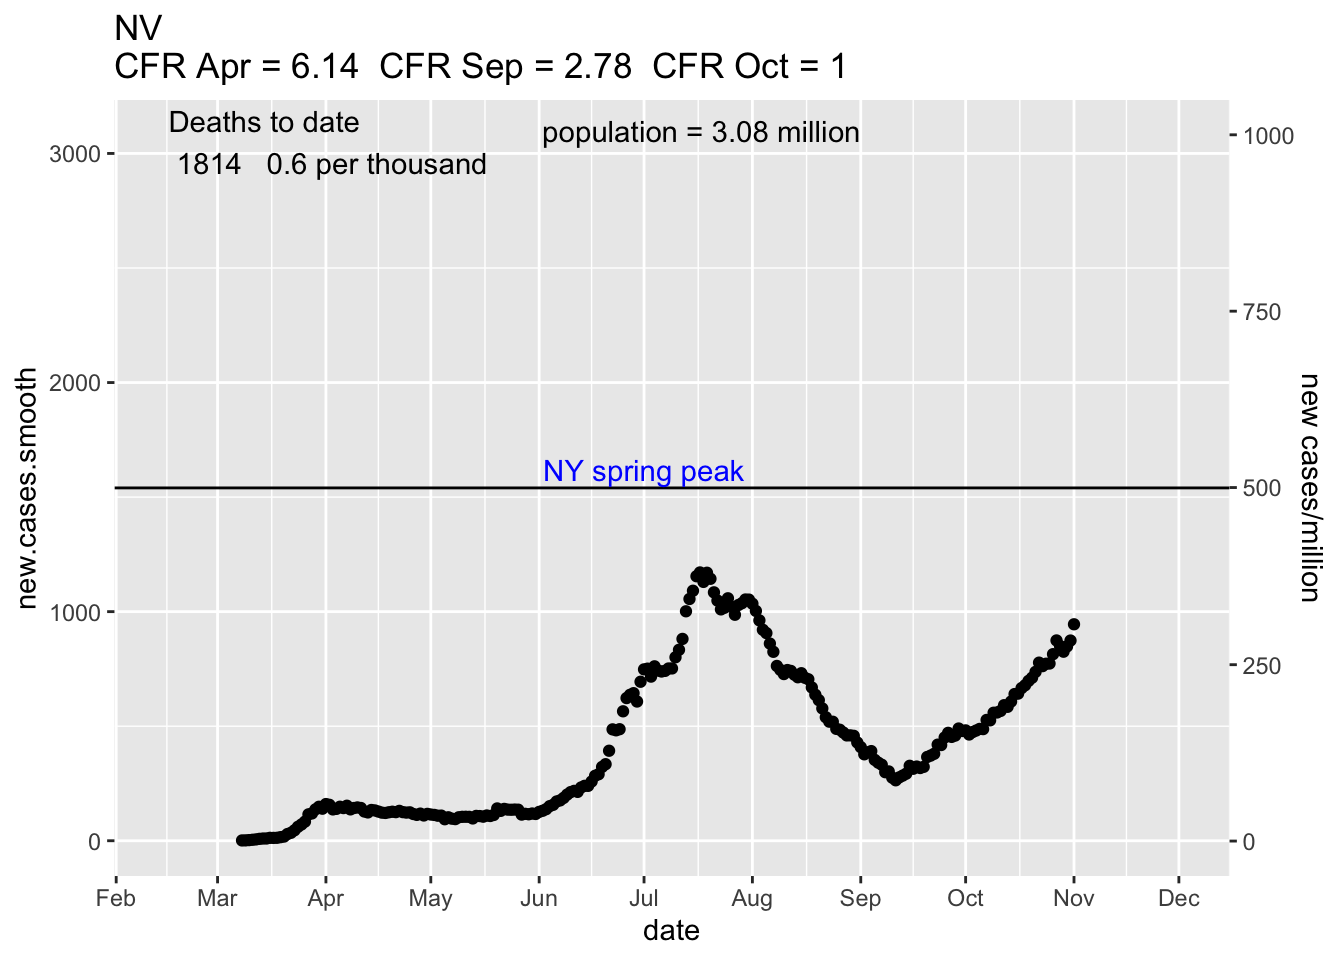 NV
CFR Apr = 6.14  CFR Sep = 2.78  CFR Oct = 1
Deaths to date
population = 3.08 million
1814   0.6 per thousand
NY spring peak
new.cases.smooth
3000
2000
1000
0
1000
750
500
250
0
new cases/million
Feb Mar Apr May Jun Jul Aug Sep Oct Nov Dec
date